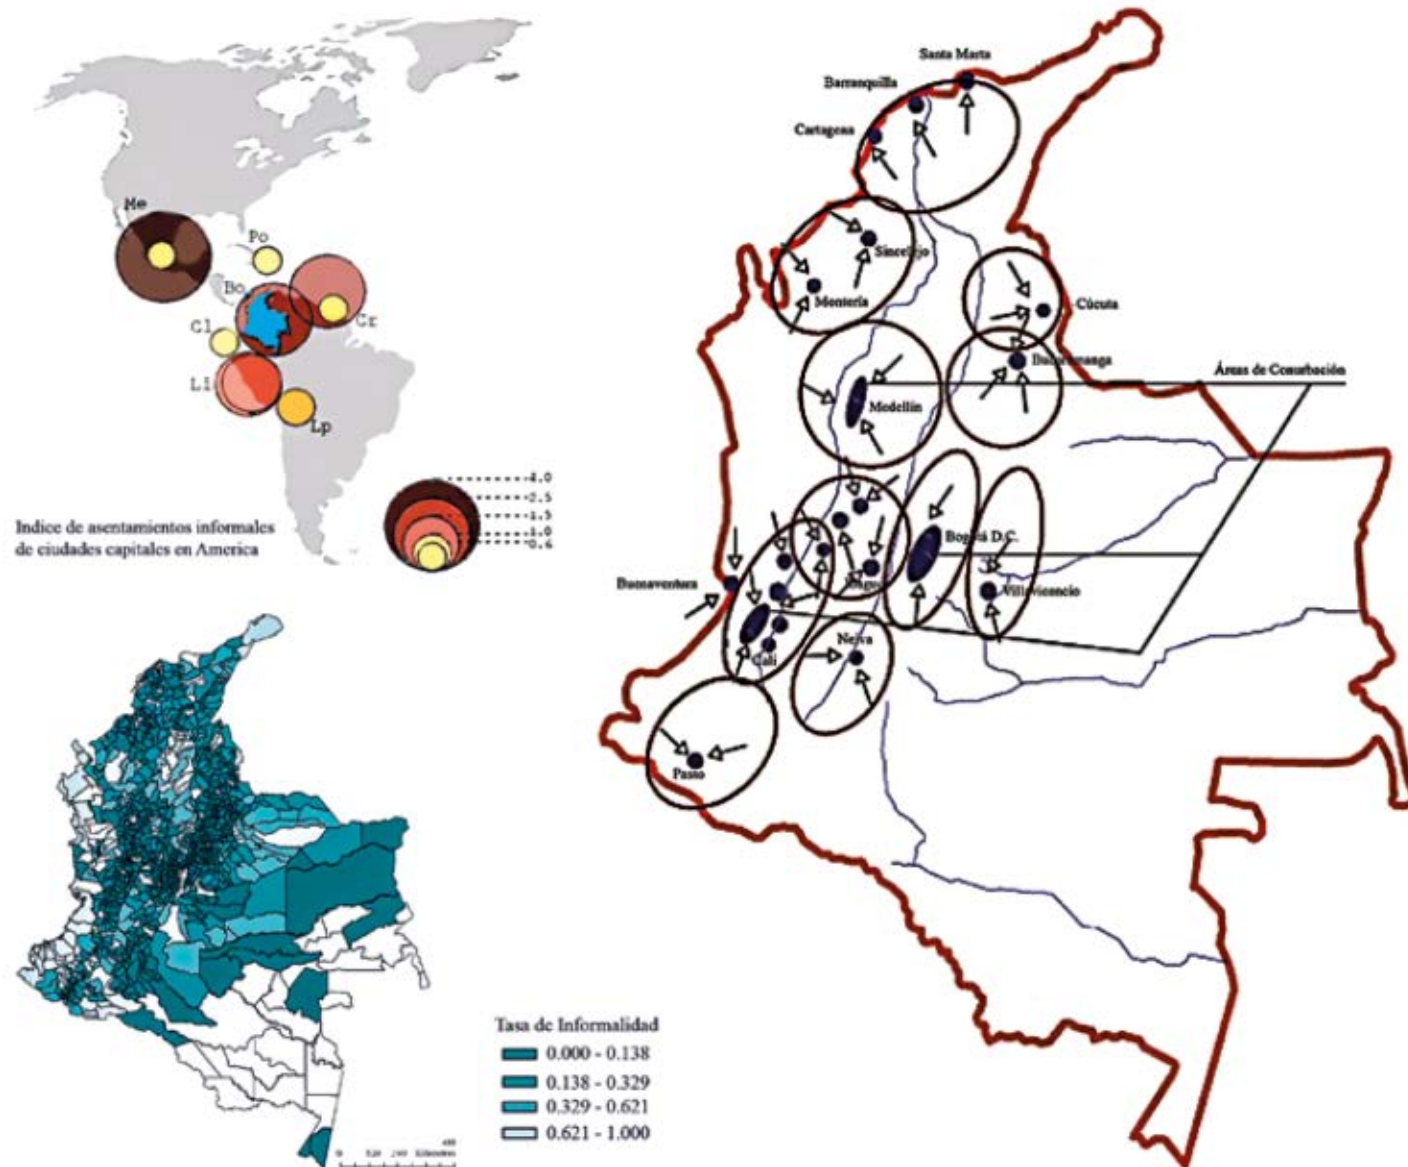 Me
Po
Bo
Cl
Cr
Li
Lp
2.5
1.5
1.0
0.6
Indice de asentamientos informales
de ciudades capitales en America
Santa Marta
Barranquilla
Cartagena
Sincelejo
Montería
Cúcuta
Bucaramanga
Áreas de Conurbación
Medellín
Bogotá D.C.
Buenaventura
Villavicencio
Neiva
Cali
Pasto
Tasa de Informalidad
0.000 - 0.138
0.138 - 0.329
0.329 - 0.621
0.621 - 1.000